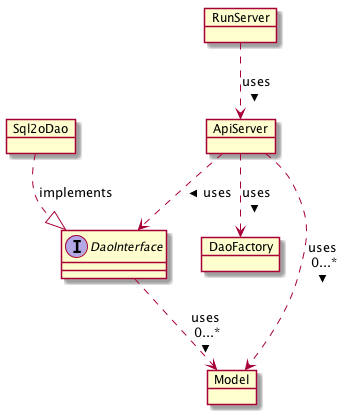 RunServer
uses
▼
Sql2oDao
ApiServer
implements
◄ uses
uses
▼
I DaoInterface
DaoFactory
uses
0...*
▼
uses
0...*
▼
Model